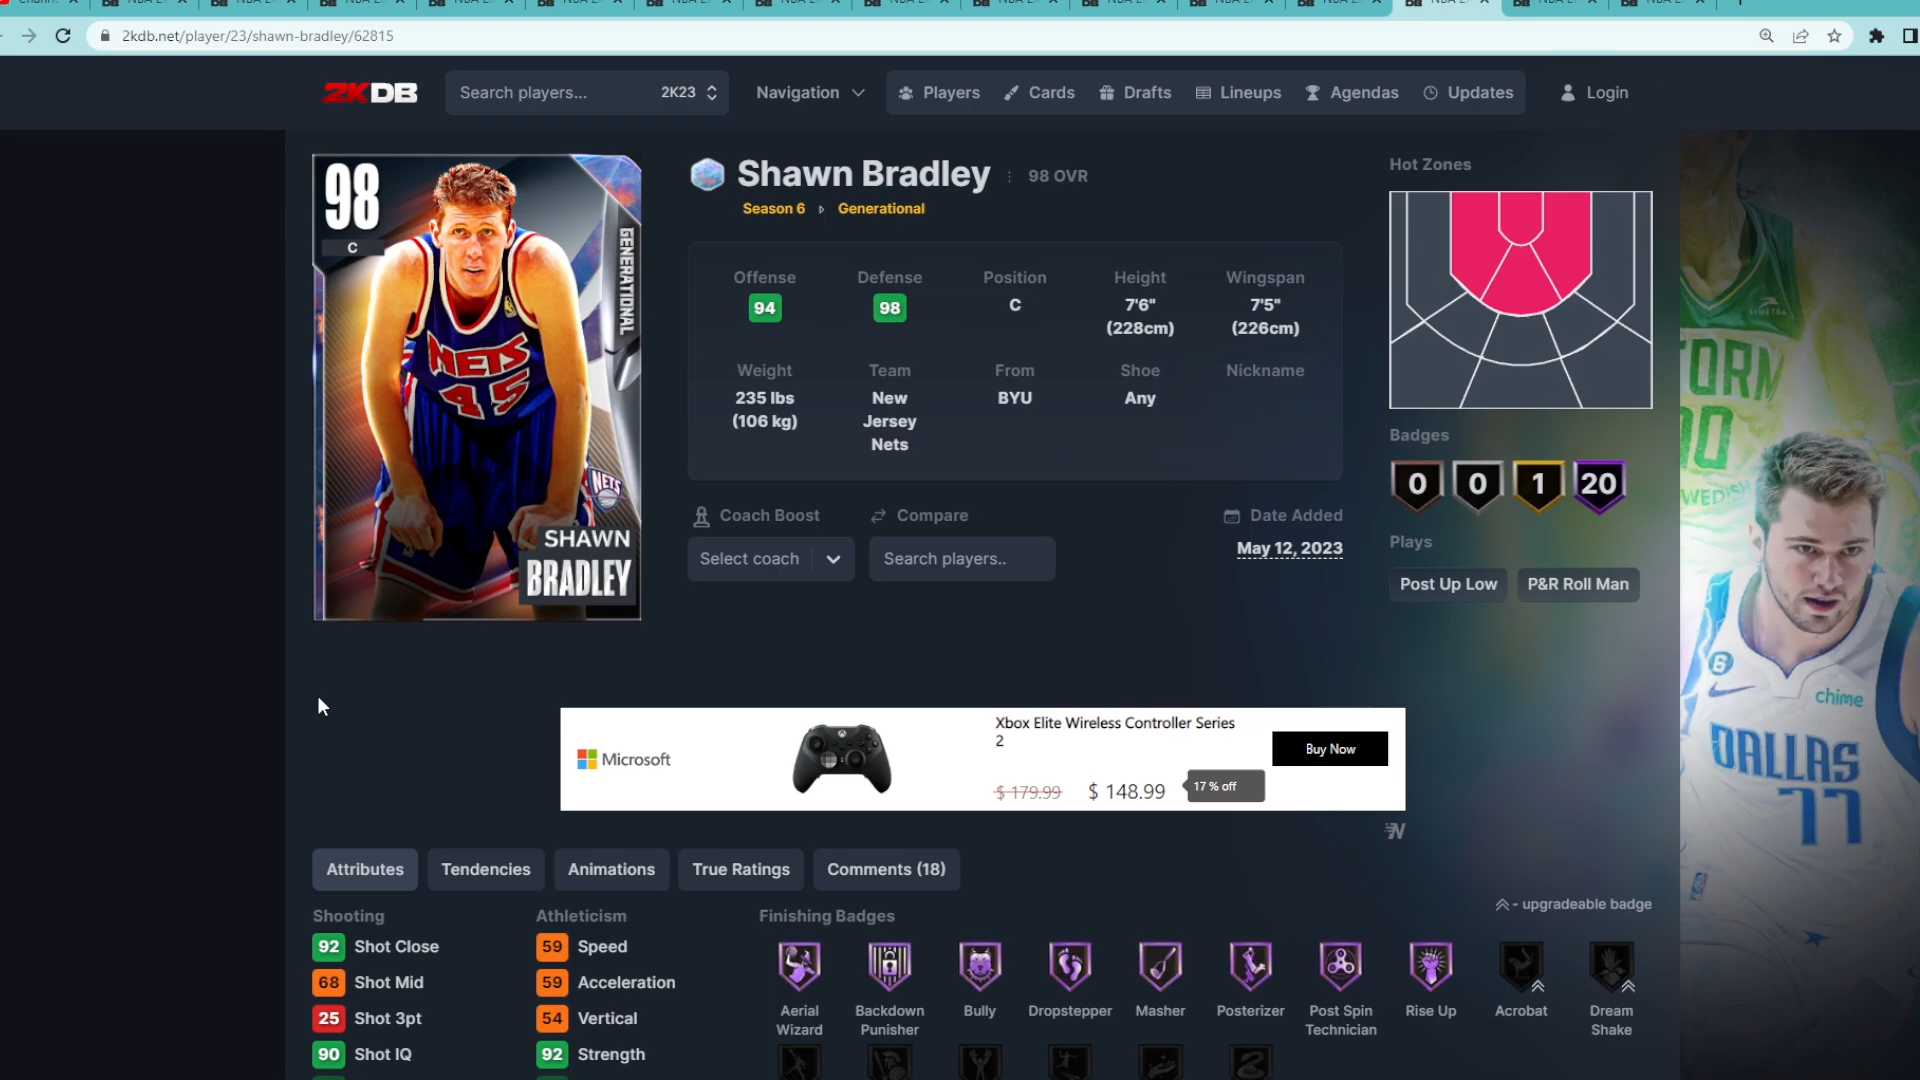 2kdb.net/player/23/shawn-bradley/62815
2KDB
Search players...
2K23
Navigation
Players
Cards
Drafts
Lineups
Agendas
Updates
Login
98
C
GENERATIONAL
NETS
45
NETS
SHAWN
BRADLEY
Shawn Bradley
98 OVR
Season 6
Generational
Offense
Defense
Position
Height
Wingspan
94
98
C
7'6"
(228cm)
7'5"
(226cm)
Weight
Team
From
Shoe
Nickname
235 lbs
(106 kg)
New
Jersey
Nets
BYU
Any
Coach Boost
Compare
Date Added
Select coach
Search players..
May 12, 2023
Hot Zones
Badges
0
0
1
20
Plays
Post Up Low
P&R Roll Man
Microsoft
Xbox Elite Wireless Controller Series
2
$ 179.99
$ 148.99
17 % off
Buy Now
Attributes
Tendencies
Animations
True Ratings
Comments (18)
- upgradeable badge
Shooting
92 Shot Close
68 Shot Mid
25 Shot 3pt
90 Shot IQ
Athleticism
59 Speed
59 Acceleration
54 Vertical
92 Strength
Finishing Badges
Aerial
Wizard
Backdown
Punisher
Bully
Dropstepper
Masher
Posterizer
Post Spin
Technician
Rise Up
Acrobat
Dream
Shake
6
chime
DALLAS
77